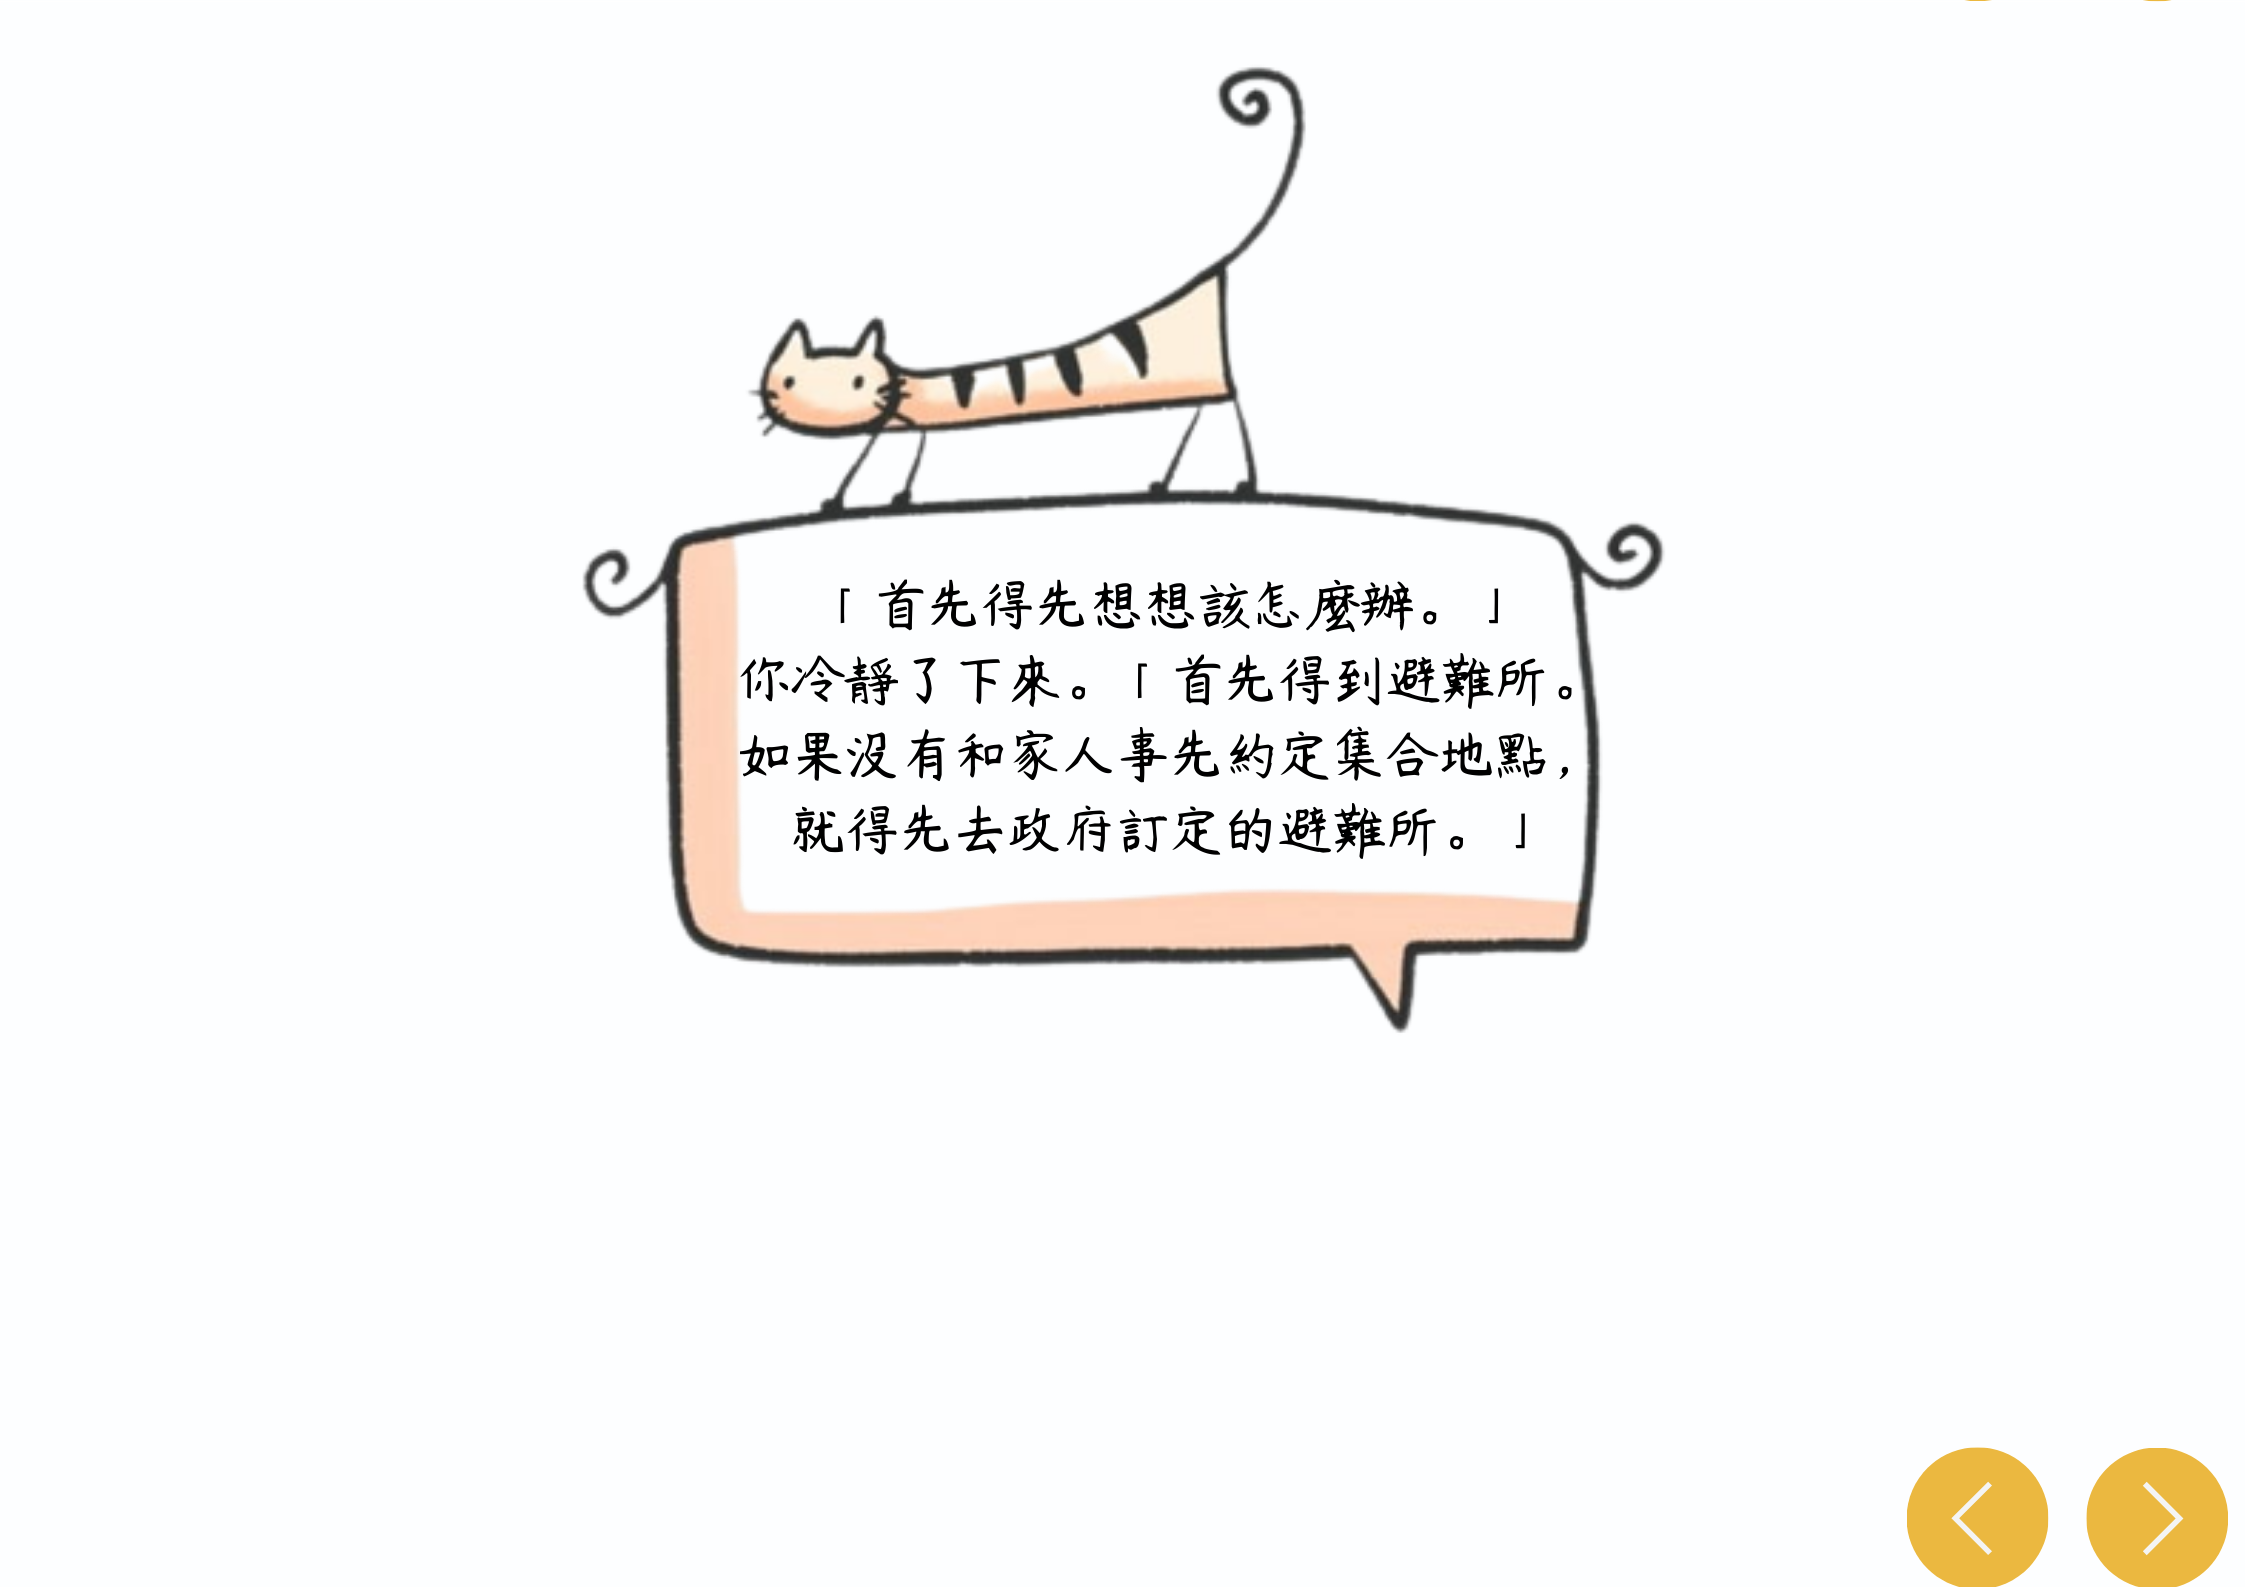 「首先得先想想該怎麼辦。」
你冷靜了下來。「首先得到避難所。
如果沒有和家人事先約定集合地點，
就得先去政府訂定的避難所。」